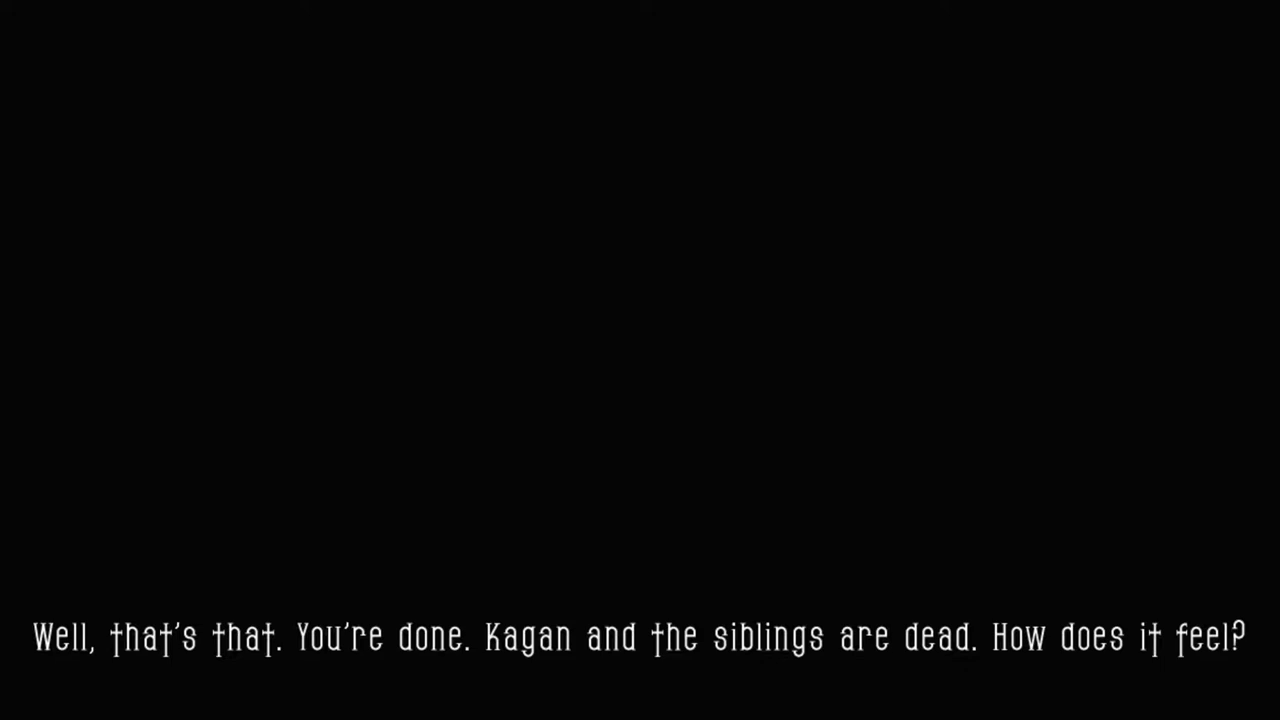 Well, that's that. You're done. Kagan and the siblings are dead. How does it feel?